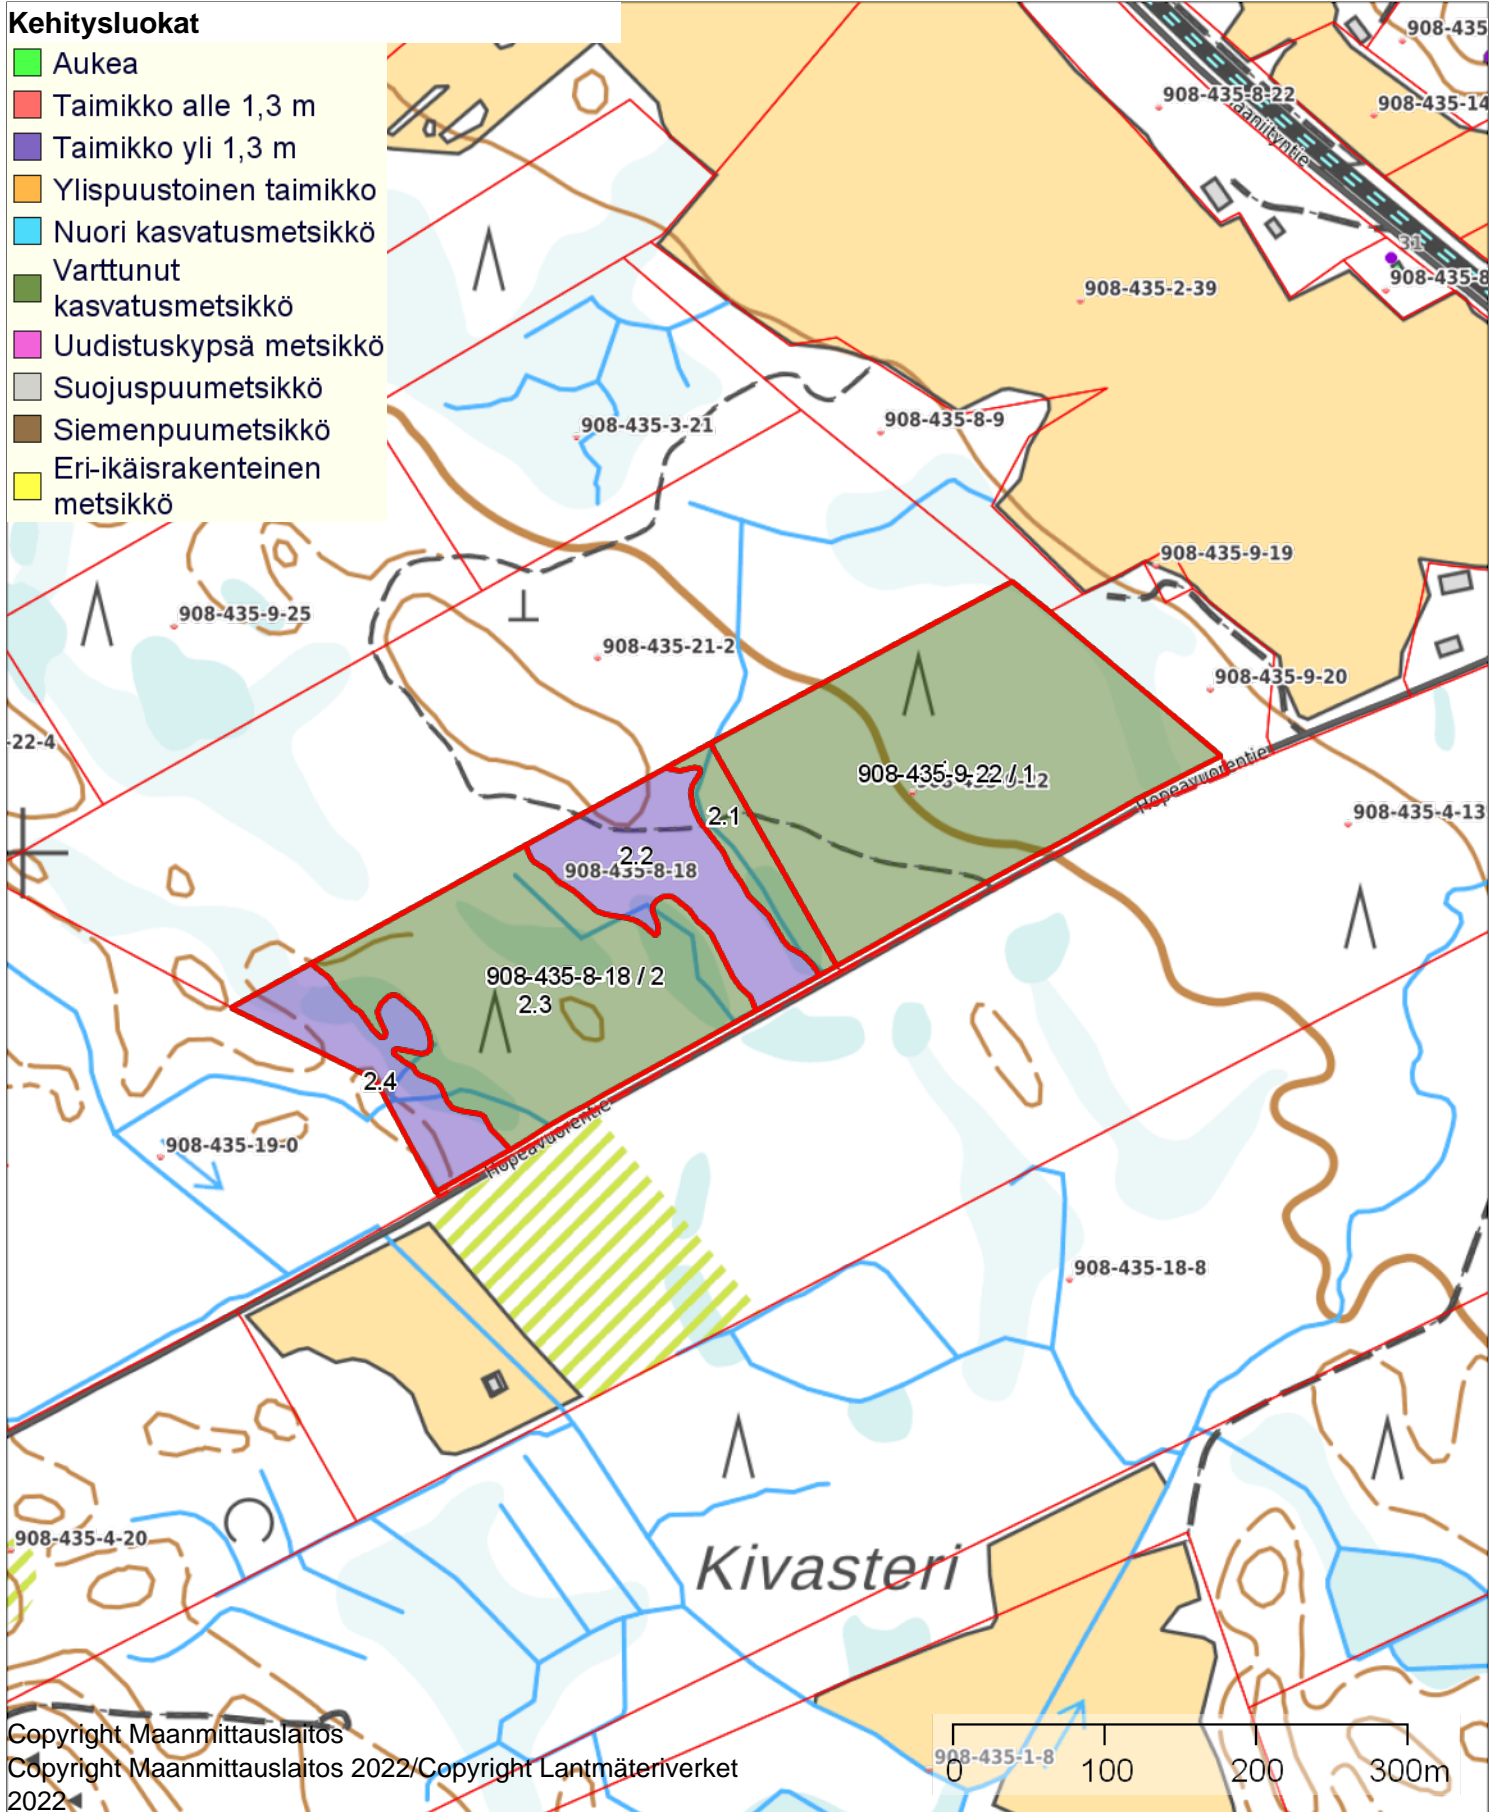 Kehitysluokat
Aukea
Taimikko alle 1,3 m
Taimikko yli 1,3 m
Ylispuustoinen taimikko
Nuori kasvatusmetsikkö
Varttunut
kasvatusmetsikkö
Uudistuskypsä metsikkö
Suojuspuumetsikkö
Siemenpuumetsikkö
Eri-ikäisrakenteinen
metsikkö
908-435
908-435-8-22
908-435-14
31
908-435-8
908-435-2-39
908-435-3-21
908-435-8-9
908-435-9-19
908-435-9-25
908-435-21-2
908-435-9-20
-22-4
Hopeavuorentie
908-435-9-22 / 1
2.1
908-435-4-13
2.2
908-435-8-18
908-435-8-18 / 2
2.3
2.4
Hopeavuorentie
908-435-19-0
908-435-18-8
908-435-4-20
Kivasteri
908-435-1-8
0 100 200 300m
Copyright Maanmittauslaitos
Copyright Maanmittauslaitos 2022/Copyright Lantmäteriverket
2022